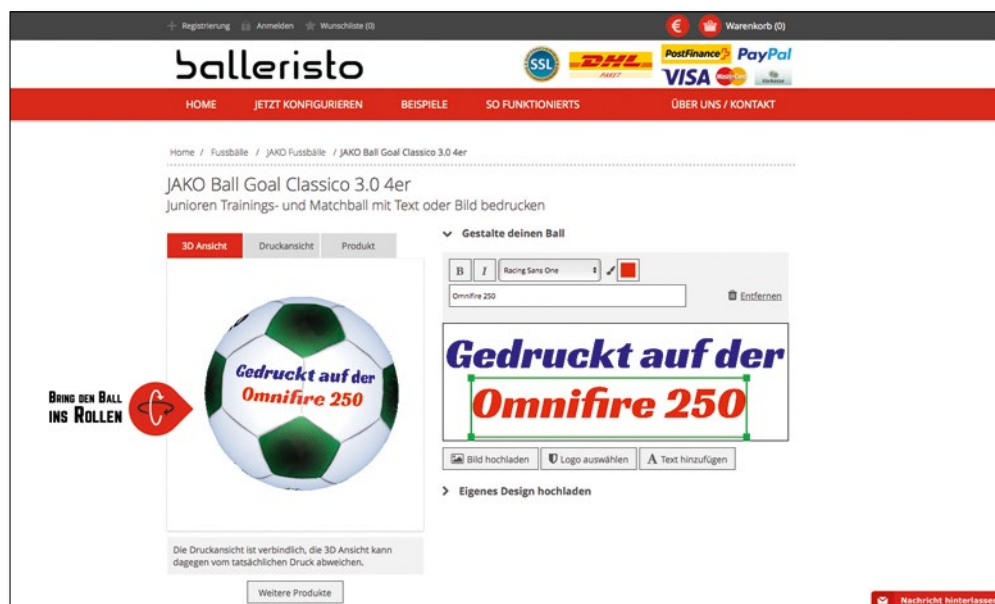 Registrierung Anmelden Wunschliste (0) € Warenkorb (0)
balleristo
SSL DHL PAKET PostFinance PayPal
VISA MasterCard Vorkasse
HOME JETZT KONFIGURIEREN BEISPIELE SO FUNKTIONIERTS ÜBER UNS / KONTAKT
Home / Fussbälle / JAKO Fussbälle / JAKO Ball Goal Classico 3.0 4er
JAKO Ball Goal Classico 3.0 4er
Junioren Trainings- und Matchball mit Text oder Bild bedrucken
3D Ansicht Druckansicht Produkt
Gedruckt auf der
Omnifire 250
BRING DEN BALL
INS ROLLEN
Die Druckansicht ist verbindlich, die 3D Ansicht kann
dagegen vom tatsächlichen Druck abweichen.
Weitere Produkte
Gestalte deinen Ball
B I Racing Sans One
Omnifire 250 Entfernen
Gedruckt auf der
Omnifire 250
Bild hochladen Logo auswählen A Text hinzufügen
Eigenes Design hochladen
Nachricht hinterlassen